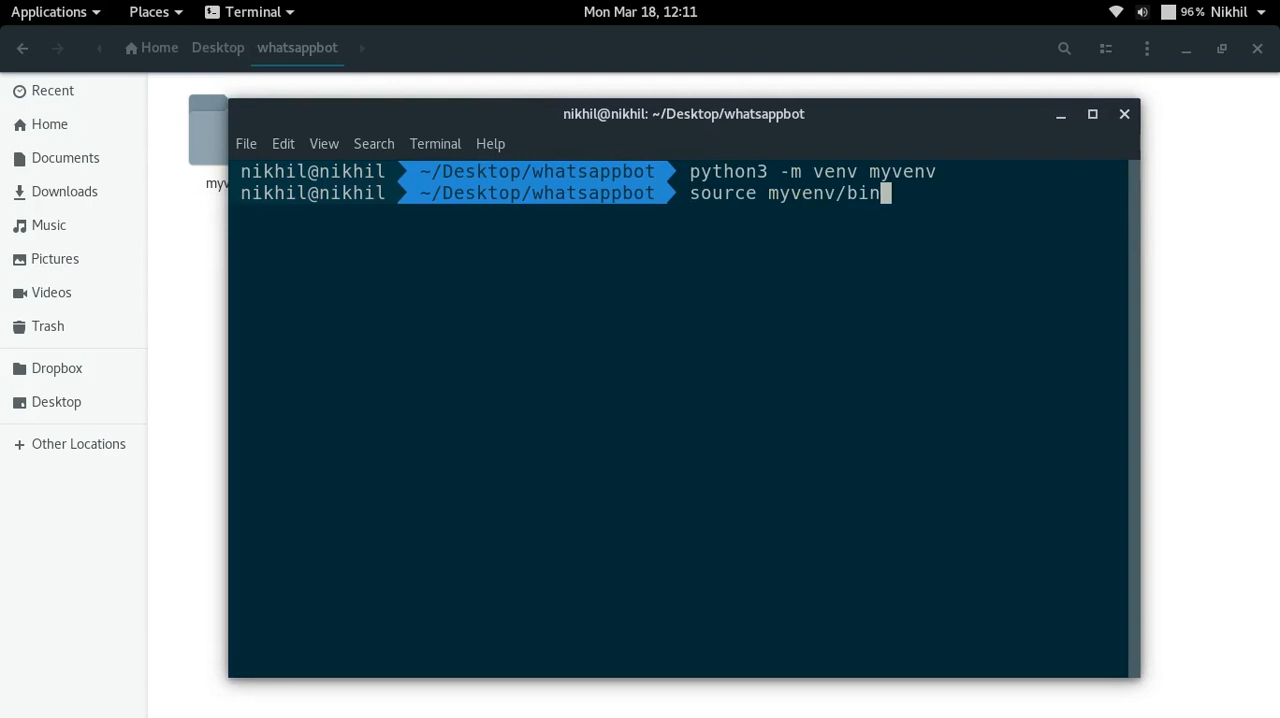 Applications Places Terminal Mon Mar 18, 12:11 96% Nikhil
Home Desktop whatsappbot
Recent
Home
Documents
Downloads
Music
Pictures
Videos
Trash
Dropbox
Desktop
Other Locations
nikhil@nikhil: ~/Desktop/whatsappbot
File Edit View Search Terminal Help
nikhil@nikhil ~/Desktop/whatsappbot python3 -m venv myvenv
nikhil@nikhil ~/Desktop/whatsappbot source myvenv/bin